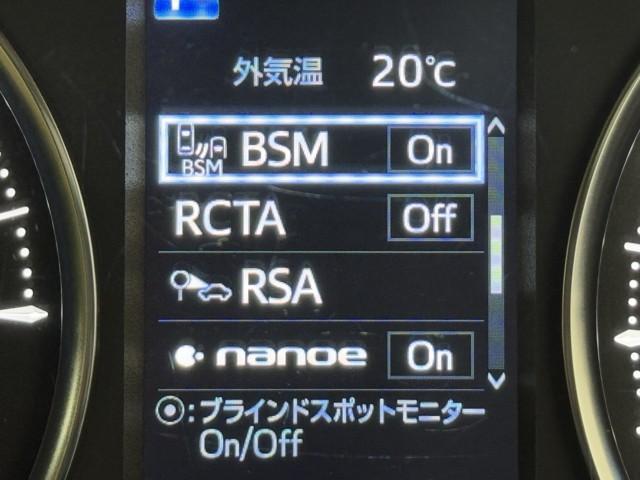 外気温 20℃
BSM BSM On
RCTA Off
RSA
nanoe On
◉:ブラインドスポットモニター
On/Off